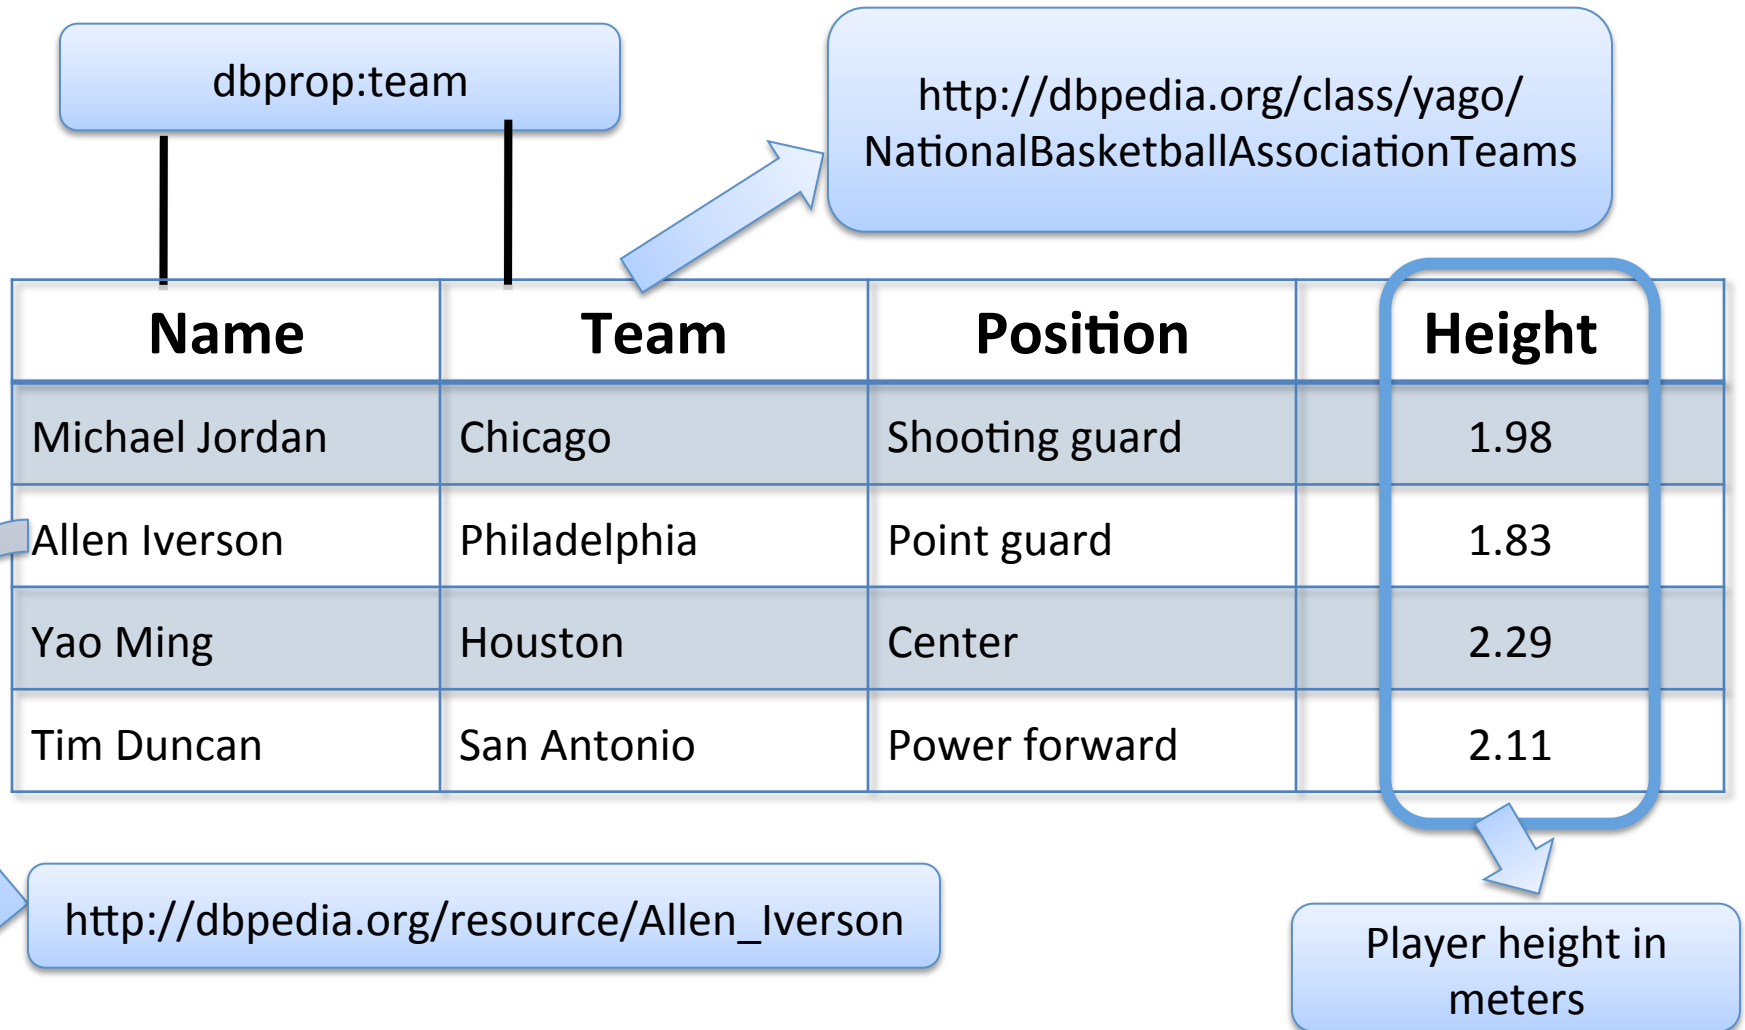 dbprop:team
http://dbpedia.org/class/yago/
NationalBasketballAssociationTeams
Name Team Position Height
Michael Jordan Chicago Shooting guard 1.98
Allen Iverson Philadelphia Point guard 1.83
Yao Ming Houston Center 2.29
Tim Duncan San Antonio Power forward 2.11
http://dbpedia.org/resource/Allen_Iverson
Player height in
meters